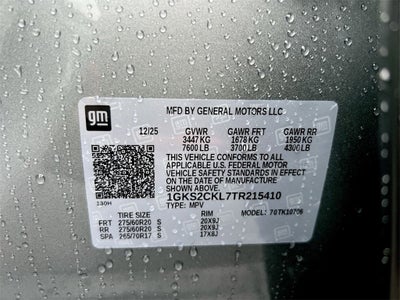 gm
MFD BY GENERAL MOTORS LLC
12/25 GVWR GAWR FRT GAWR RR
3447 KG 1678 KG 1950 KG
7600 LB 3700 LB 4300 LB
THIS VEHICLE CONFORMS TO ALL
APPLICABLE U.S. FEDERAL MOTOR
VEHICLE SAFETY STANDARDS IN EFFECT
ON THE DATE OF MANUFACTURE
SHOWN ABOVE.
1GKS2CKL7TR215410
TYPE: MPV
TIRE SIZE RIM MODEL:
FRT 275/60R20 S 20X9J
RR 275/60R20 S 20X9J
SPA 265/70R17 S 17X8J